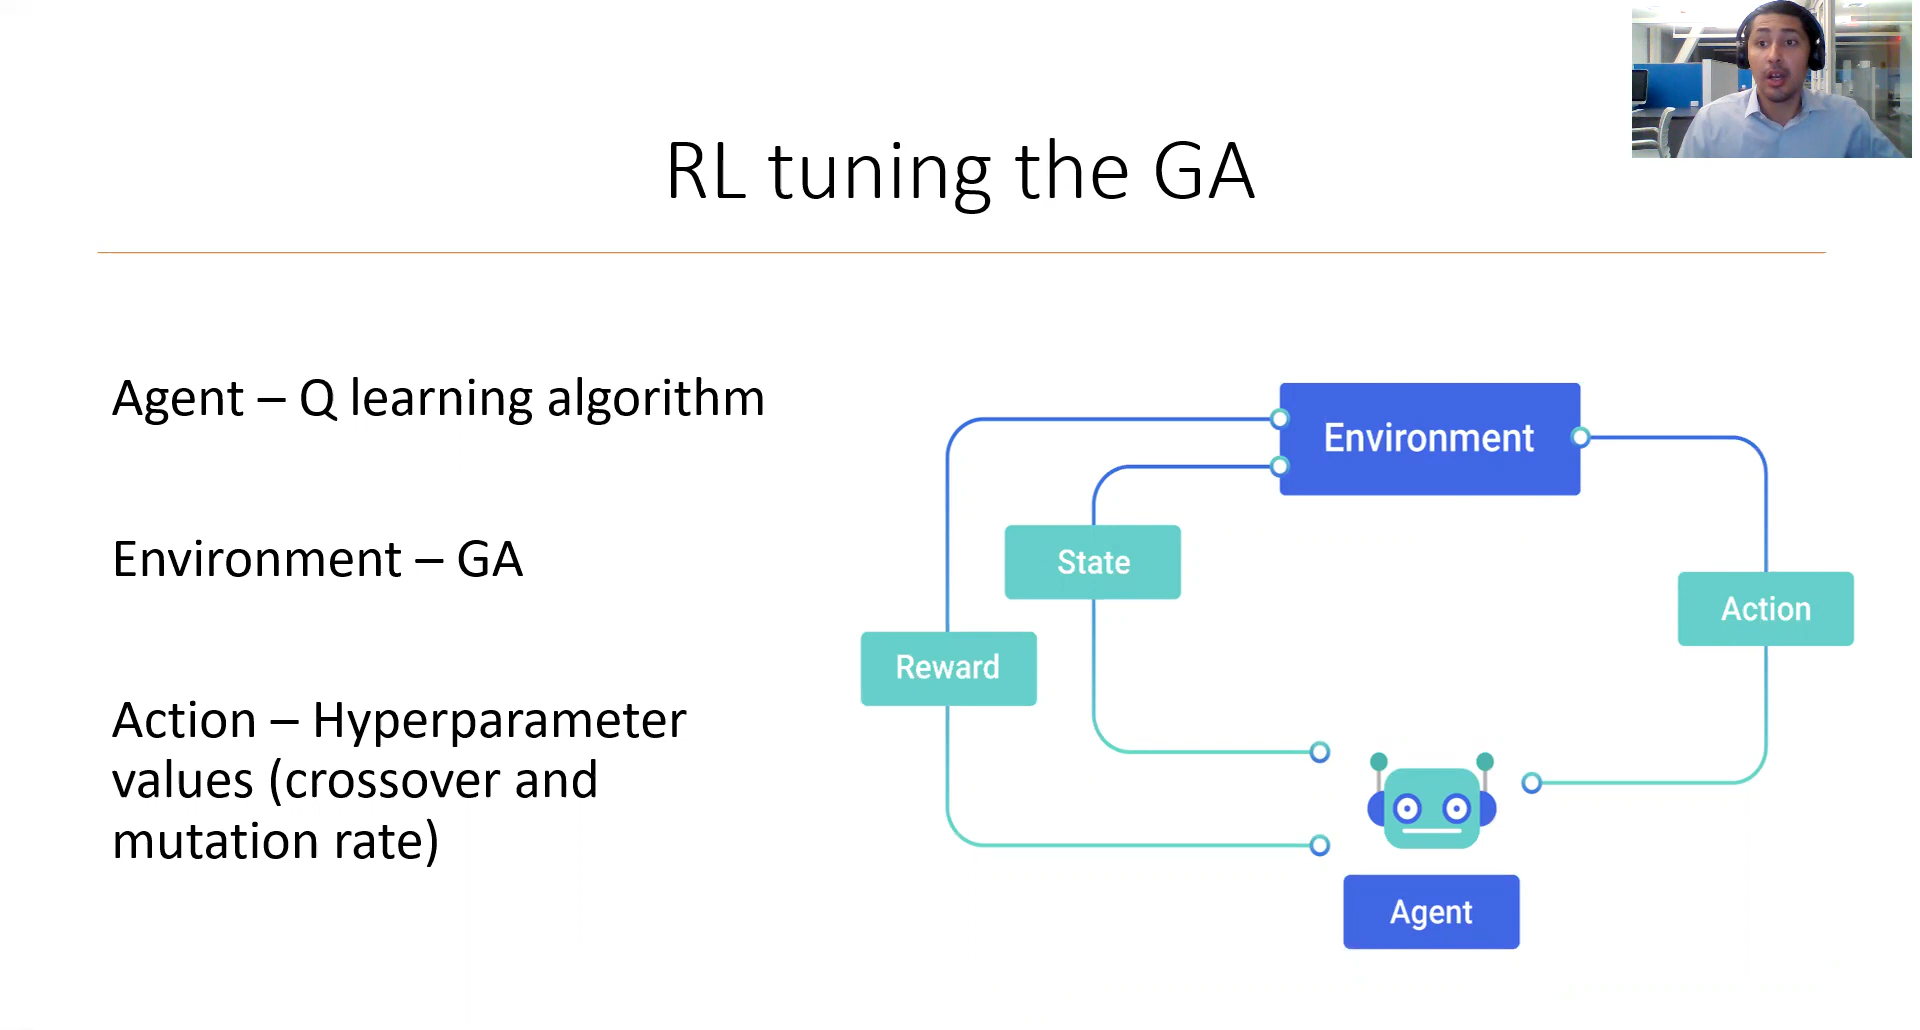 RL tuning the GA
Agent – Q learning algorithm
Environment – GA
Action – Hyperparameter
values (crossover and
mutation rate)
Environment
State
Action
Reward
Agent